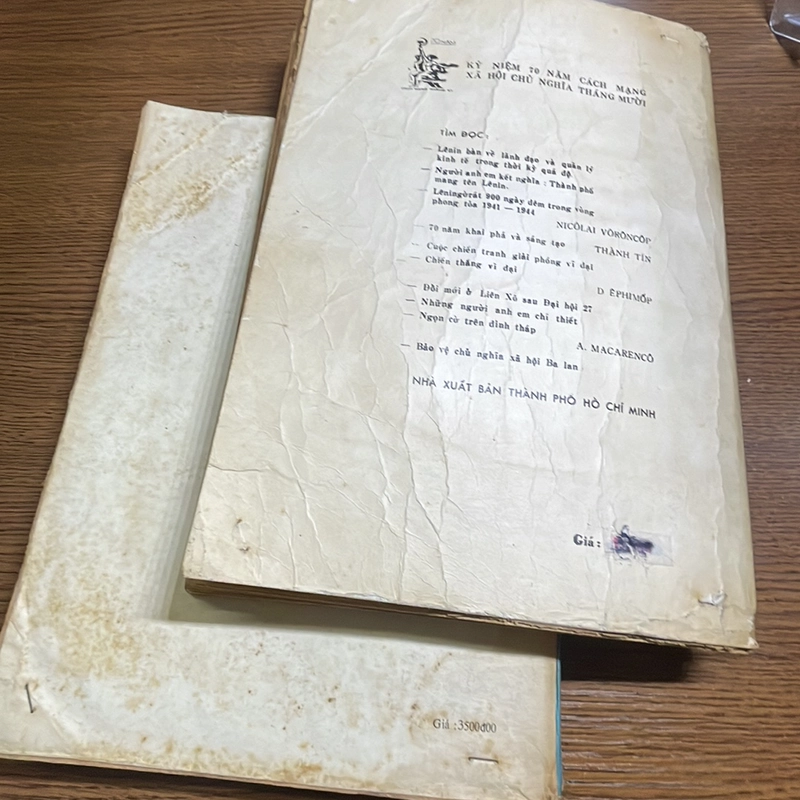 KỶ NIỆM 70 NĂM CÁCH MẠNG
XÃ HỘI CHỦ NGHĨA THÁNG MƯỜI
TÌM ĐỌC:
— Lênin bàn về lãnh đạo và quản lý
kinh tế trong thời kỳ quá độ.
— Người anh em kết nghĩa : Thành phố
mang tên Lênin.
— Lêningờrát 900 ngày đêm trong vòng
phong tỏa 1941 — 1944
NICÔLAI VÔRÔNCÔP
— 70 năm khai phá và sáng tạo
THÀNH TÍN
— Cuộc chiến tranh giải phóng vĩ đại
— Chiến thắng vĩ đại
D ÊPHIMÔP
— Đổi mới ở Liên Xô sau Đại hội 27
— Những người anh em chí thiết
— Ngọn cờ trên đỉnh tháp
A. MACARENCÔ
— Bảo vệ chủ nghĩa xã hội Ba lan
NHÀ XUẤT BẢN THÀNH PHỐ HỒ CHÍ MINH
Giá :
Giá :3500đ00